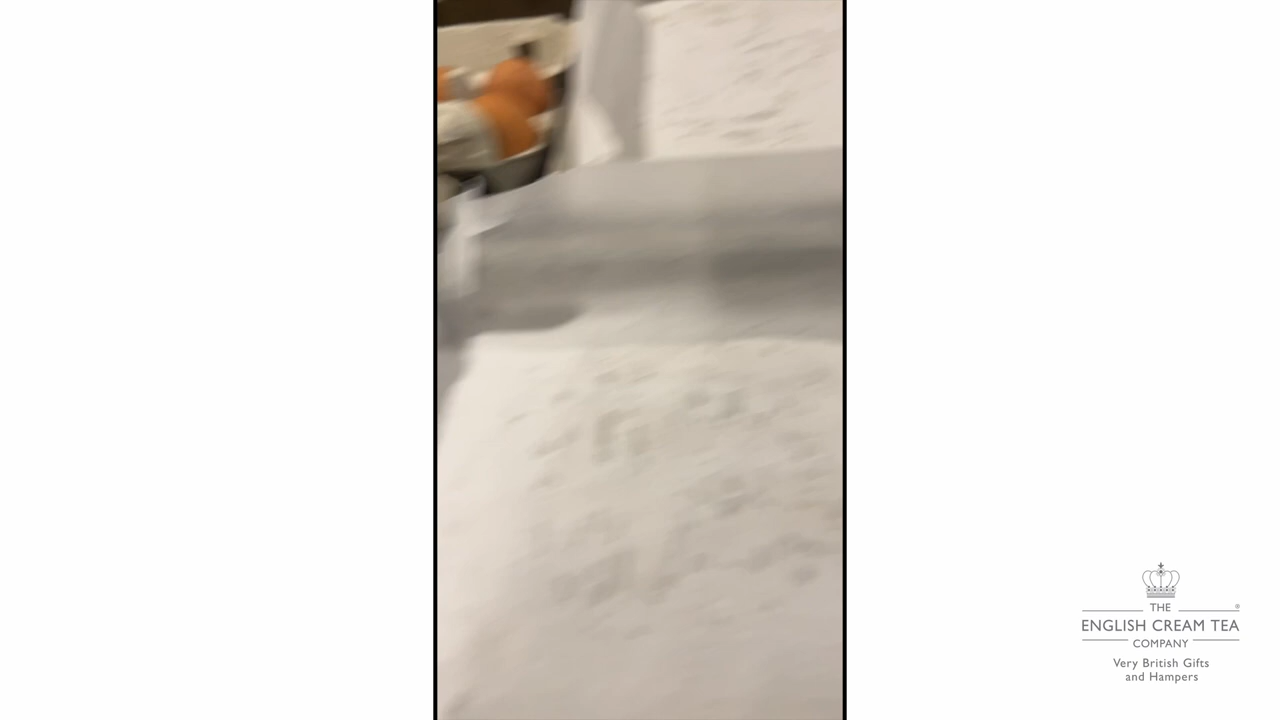 THE
®
ENGLISH CREAM TEA
COMPANY
Very British Gifts
and Hampers